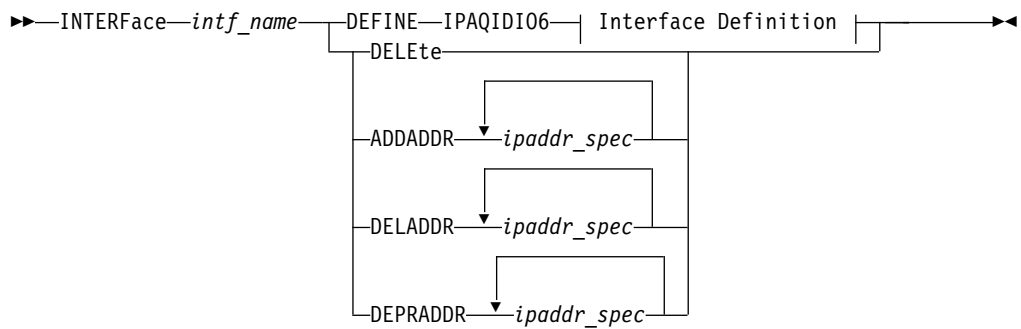 INTERFace intf_name DEFINE IPAQIDIO6 Interface Definition
DELEte
ADDADDR ipaddr_spec
DELADDR ipaddr_spec
DEPRADDR ipaddr_spec